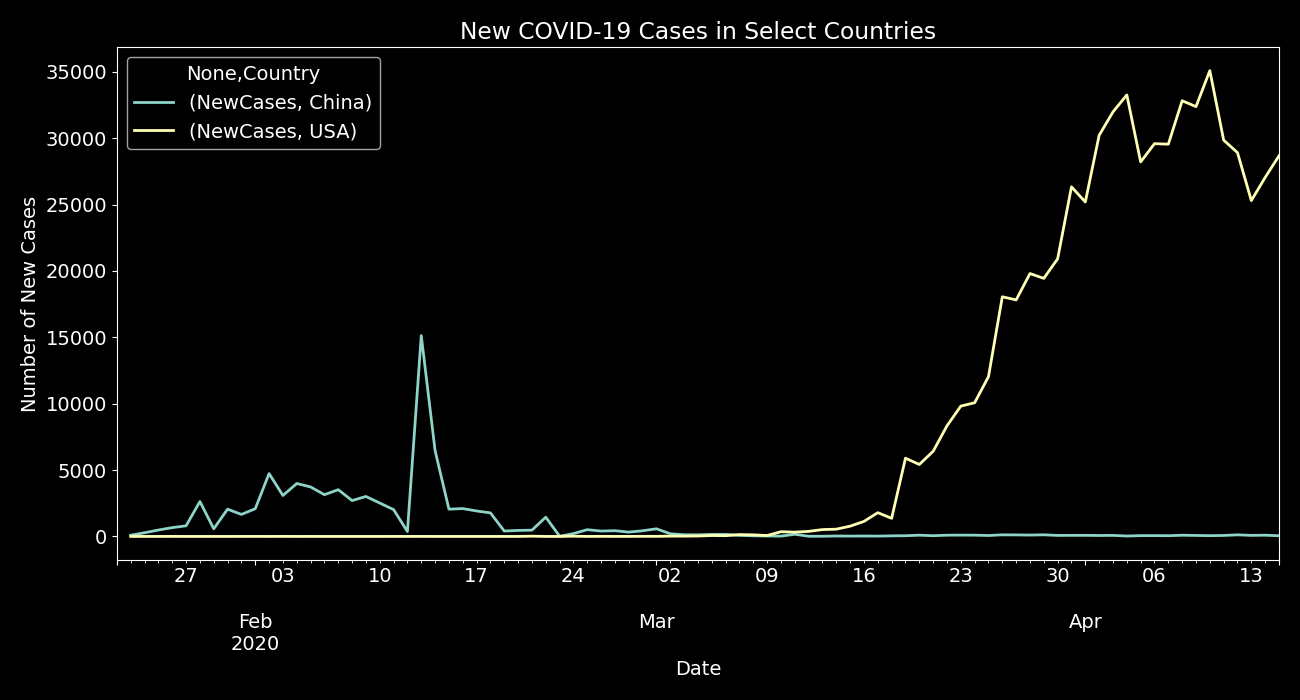 New COVID-19 Cases in Select Countries
None,Country
(NewCases, China)
(NewCases, USA)
Number of New Cases
35000
30000
25000
20000
15000
10000
5000
0
27 03 10 17 24 02 09 16 23 30 06 13
Feb Mar Apr
2020
Date